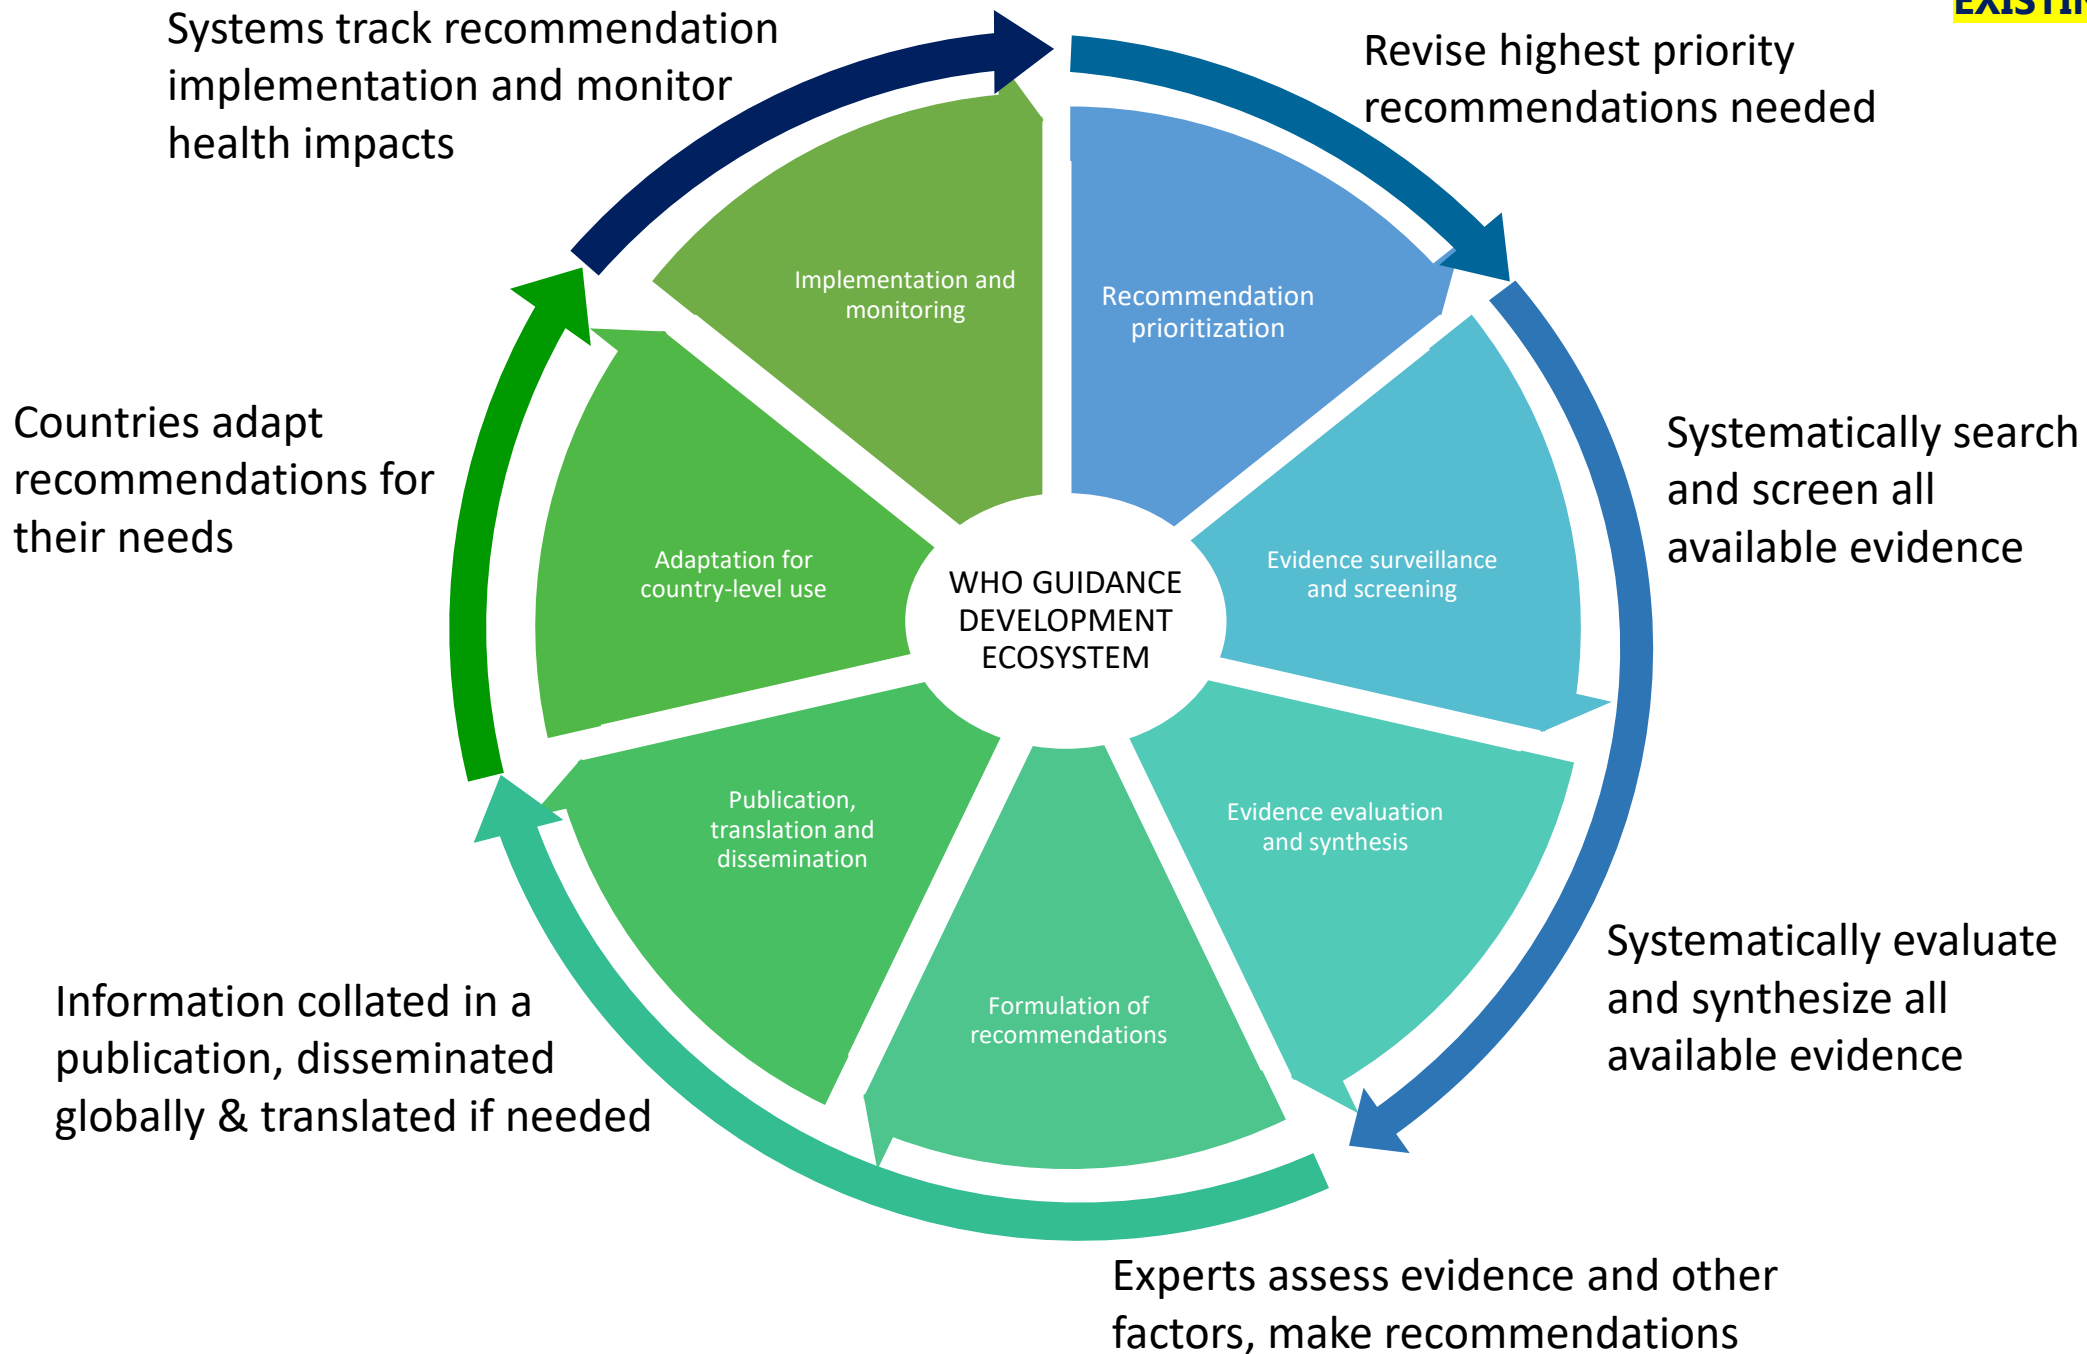 Systems track recommendation
implementation and monitor
health impacts
Revise highest priority
recommendations needed
Implementation and
monitoring
Recommendation
prioritization
Countries adapt
recommendations for
their needs
Systematically search
and screen all
available evidence
Adaptation for
country-level use
WHO GUIDANCE
DEVELOPMENT
ECOSYSTEM
Evidence surveillance
and screening
Publication,
translation and
dissemination
Evidence evaluation
and synthesis
Systematically evaluate
and synthesize all
available evidence
Information collated in a
publication, disseminated
globally & translated if needed
Formulation of
recommendations
Experts assess evidence and other
factors, make recommendations